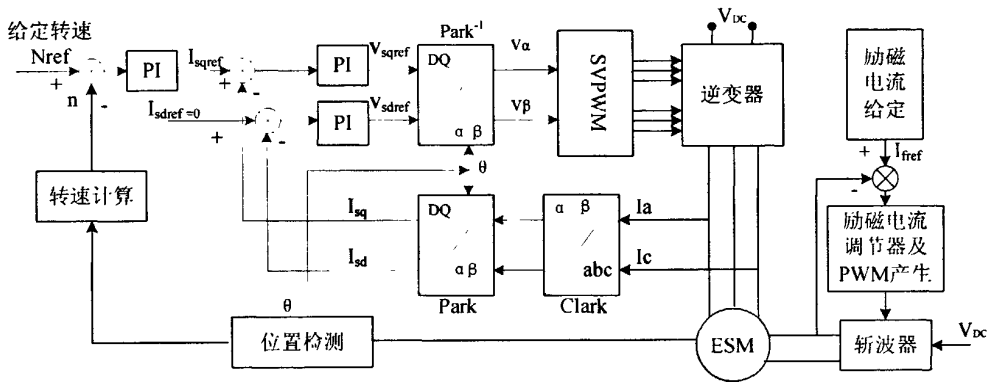 给定转速
Nref
+
n
-
PI
Isqref
+
-
Isdref =0
+
-
PI
PI
Vsqref
Vsdref
Park-1
DQ
α β
Vα
Vβ
SVPWM
VDC
逆变器
励磁
电流
给定
+
Ifref
-
转速计算
θ
Isq
Isd
DQ
αβ
Park
α β
abc
Clark
Ia
Ic
励磁电流
调节器及
PWM产生
θ
位置检测
ESM
斩波器
VDC